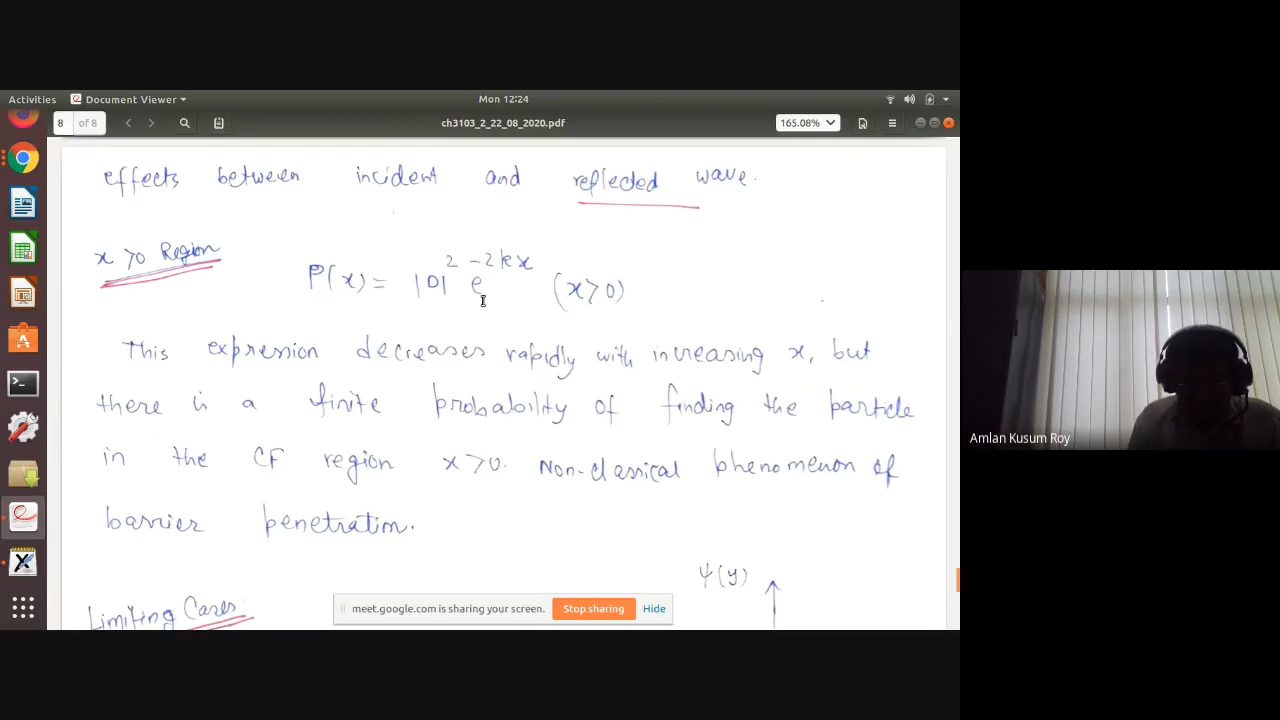 Activities Document Viewer Mon 12:24
8 of 8 ch3103_2_22_08_2020.pdf 165.08%
effects between incident and reflected wave.
x > 0 Region
P(x) = |D|² e^{-2kx} (x > 0)
This expression decreases rapidly with increasing x, but
there is a finite probability of finding the particle
in the CF region x > 0. Non-classical phenomenon of
barrier penetration.
ψ(y)
Limiting Cases
meet.google.com is sharing your screen. Stop sharing Hide
Amlan Kusum Roy